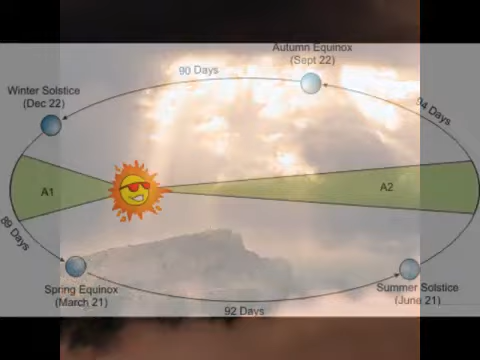 Autumn Equinox
(Sept 22)
90 Days
Winter Solstice
(Dec 22)
94 Days
A1
A2
89 Days
Spring Equinox
(March 21)
Summer Solstice
(June 21)
92 Days